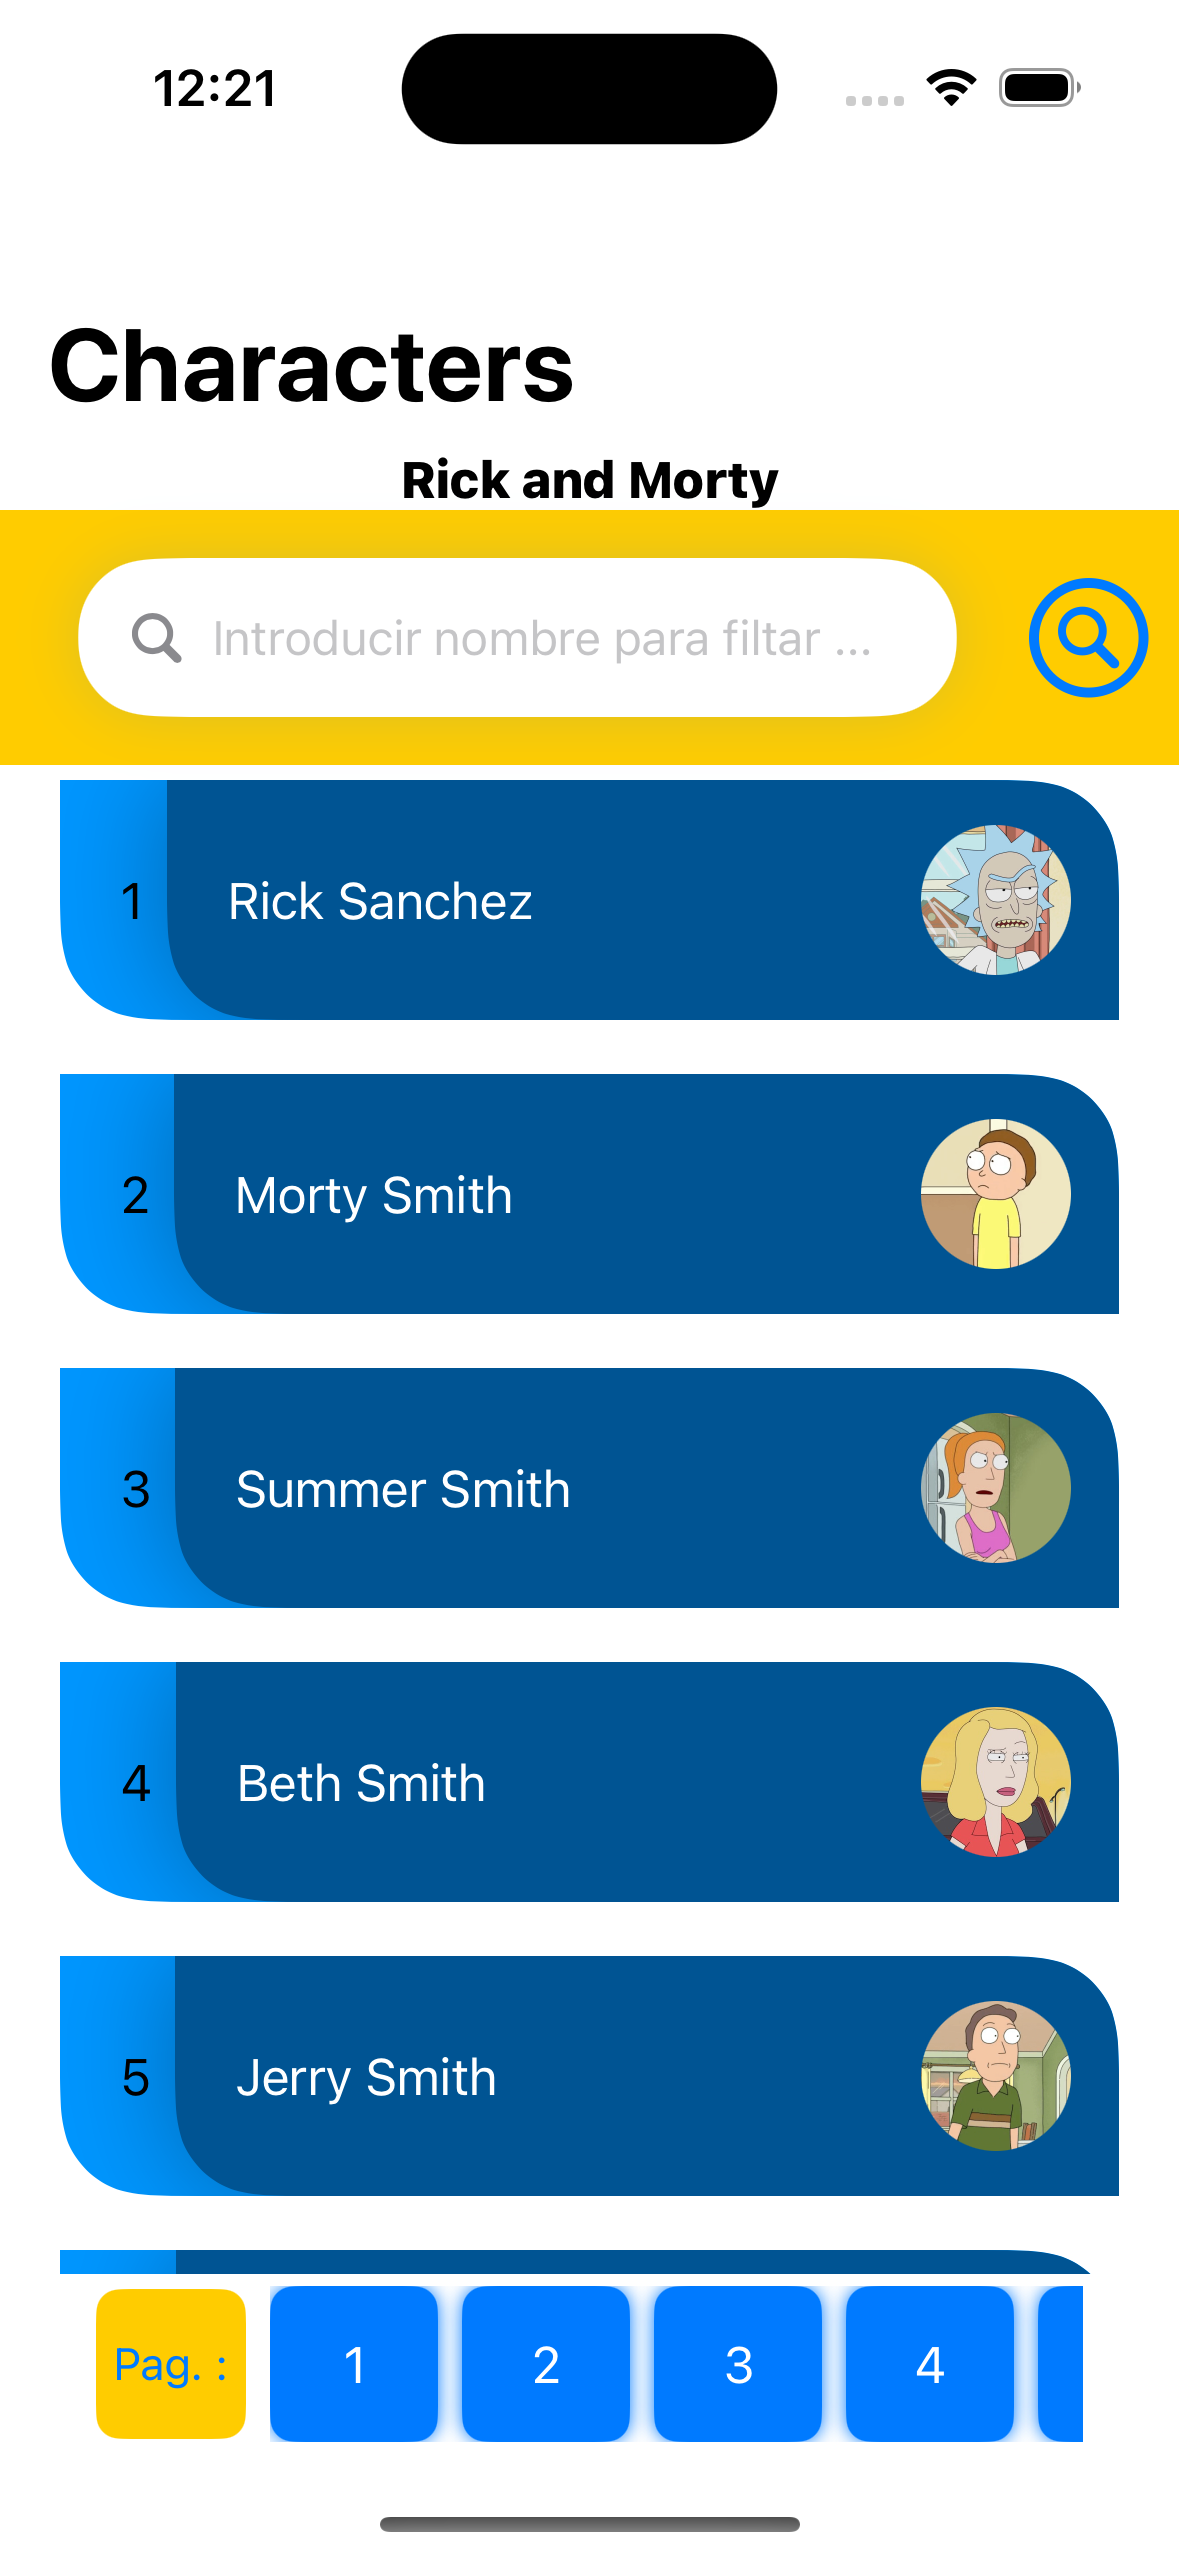 12:21
Characters
Rick and Morty
Introducir nombre para filtar ...
1 Rick Sanchez
2 Morty Smith
3 Summer Smith
4 Beth Smith
5 Jerry Smith
Pag. : 1 2 3 4